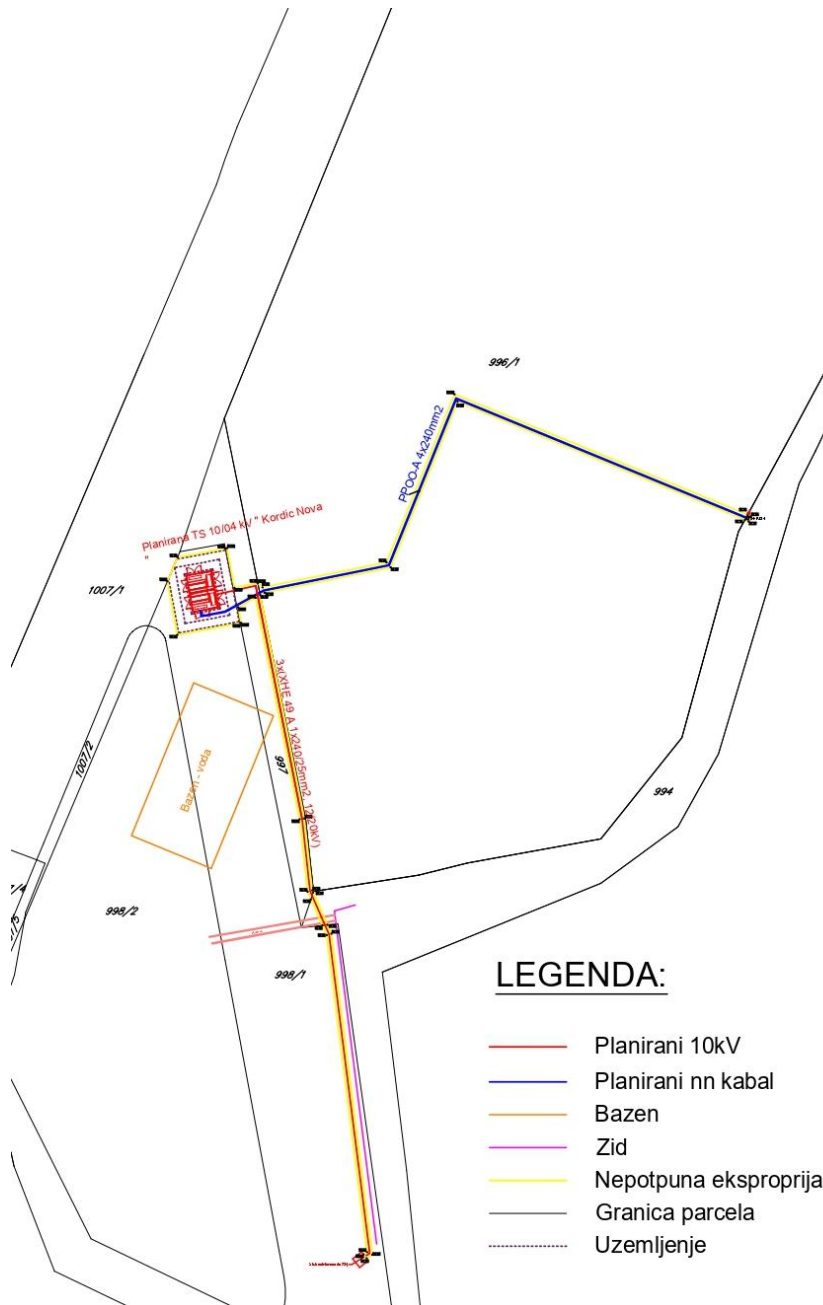 996/1
PPOO-A 4x240mm2
Planirana TS 10/04 kV " Kordic Nova
"
1007/1
3x(XHE 49 A 1x240/25mm2, 12/20kV)
997
Bazen - voda
1007/2
994
998/2
998/1
LEGENDA:
Planirani 10kV
Planirani nn kabal
Bazen
Zid
Nepotpuna eksproprija
Granica parcela
Uzemljenje